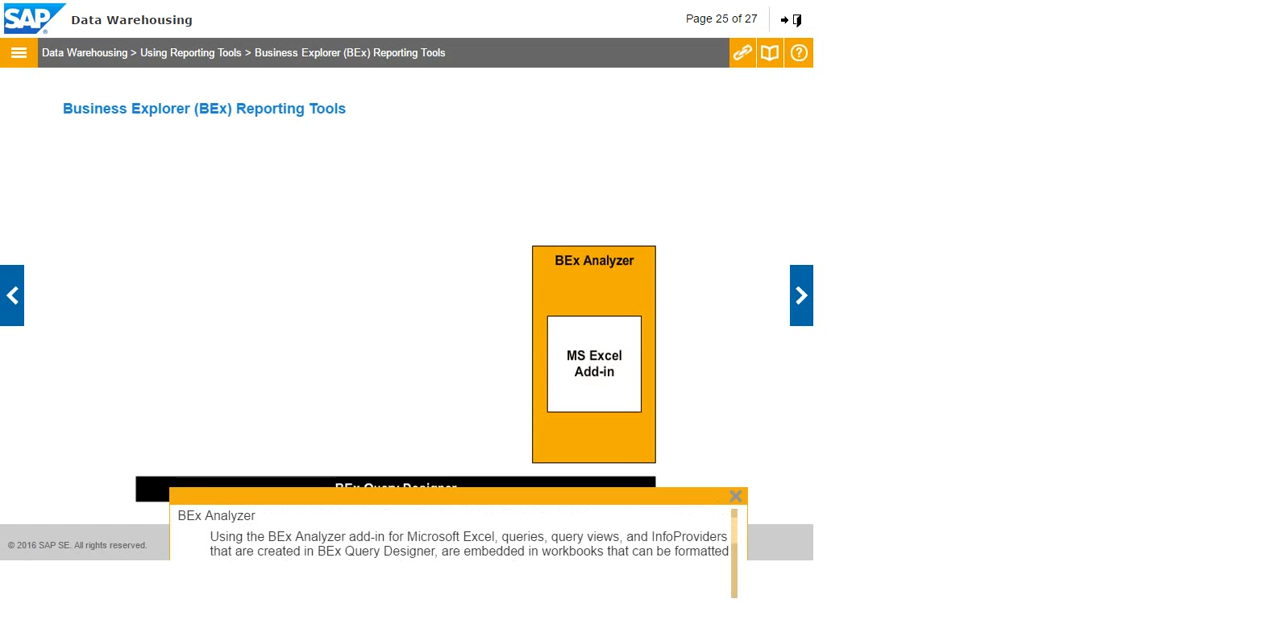 SAP Data Warehousing
Page 25 of 27
Data Warehousing > Using Reporting Tools > Business Explorer (BEx) Reporting Tools
Business Explorer (BEx) Reporting Tools
BEx Analyzer
MS Excel
Add-in
BEx Query Designer
BEx Analyzer
Using the BEx Analyzer add-in for Microsoft Excel, queries, query views, and InfoProviders
that are created in BEx Query Designer, are embedded in workbooks that can be formatted
© 2016 SAP SE. All rights reserved.